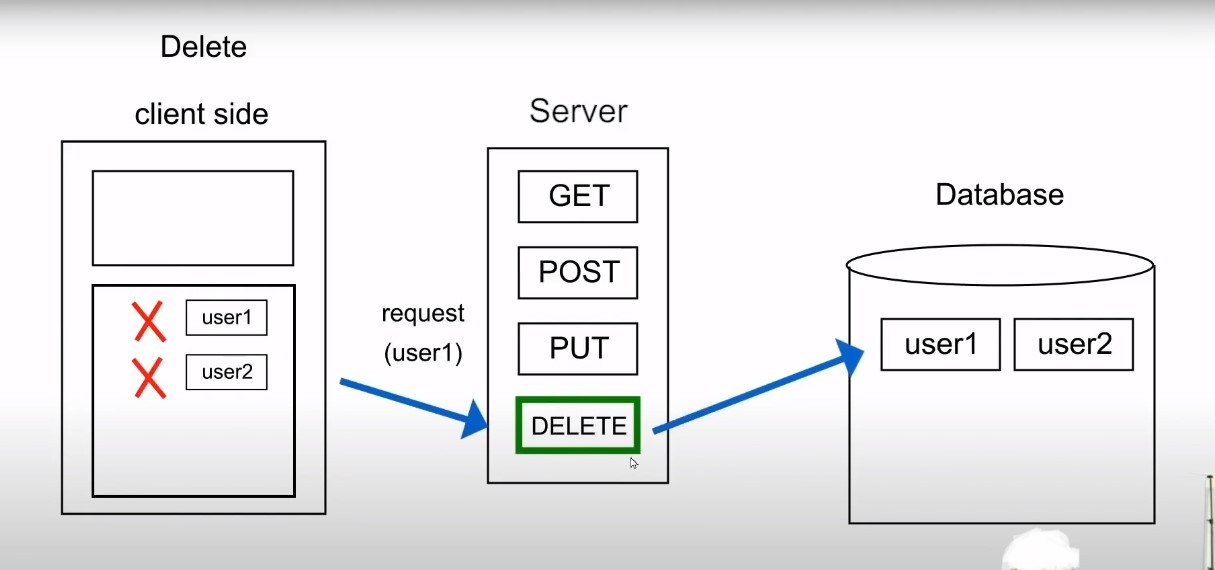 Delete
client side
user1
user2
request
(user1)
Server
GET
POST
PUT
DELETE
Database
user1
user2